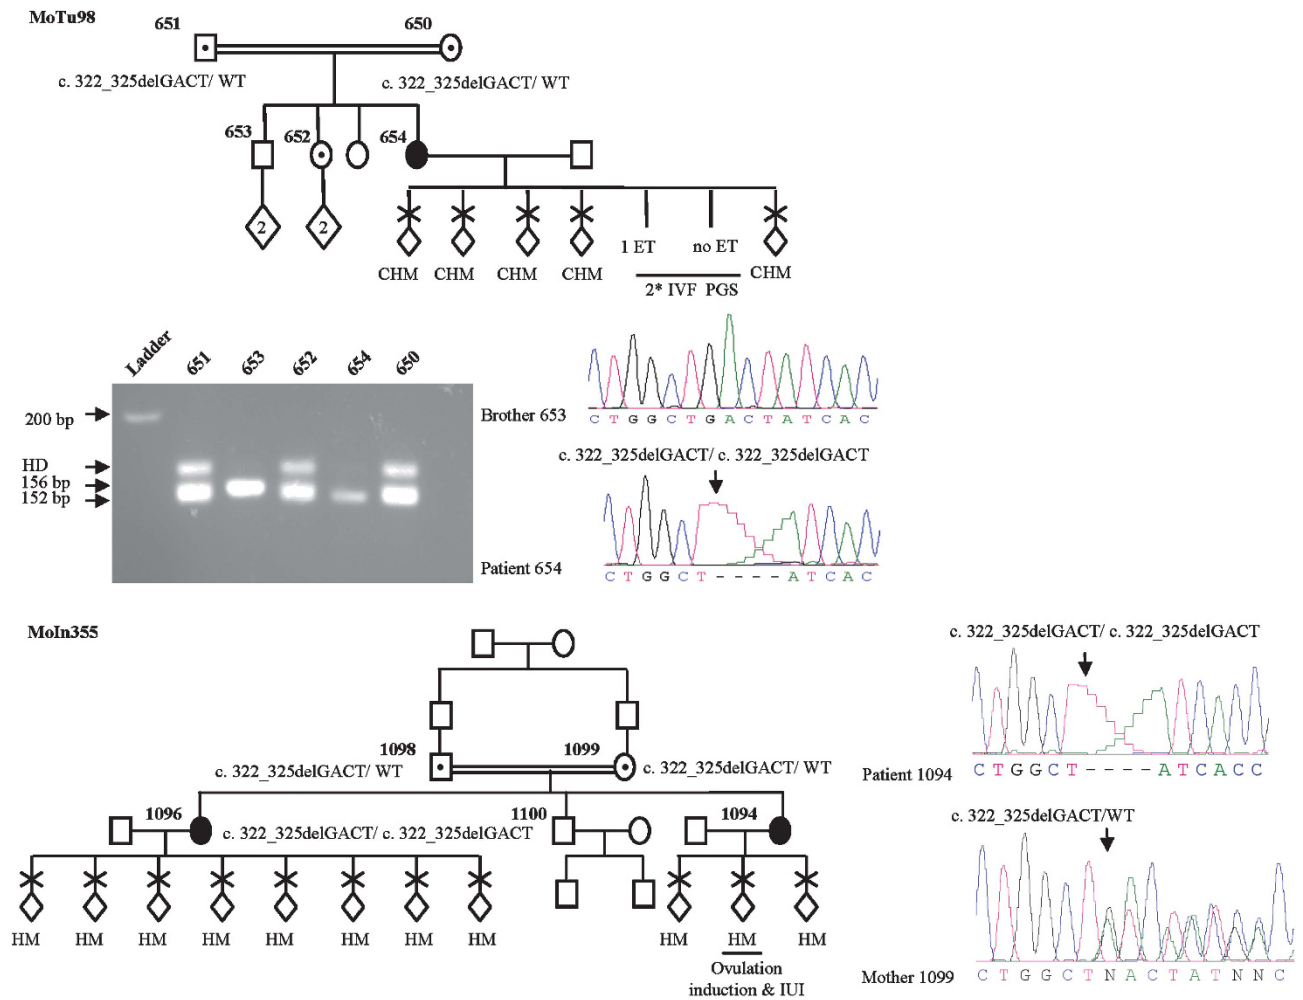 MoTu98
651
650
c. 322_325delGACT/ WT
c. 322_325delGACT/ WT
653
652
654
2
2
1 ET
no ET
CHM
CHM
CHM
CHM
CHM
2* IVF PGS
Ladder
651
653
652
654
650
200 bp
HD
156 bp
152 bp
Brother 653
C T G G C T G A C T A T C A C
c. 322_325delGACT/ c. 322_325delGACT
Patient 654
C T G G C T - - - - A T C A C
MoIn355
1098
1099
c. 322_325delGACT/ WT
c. 322_325delGACT/ WT
1096
c. 322_325delGACT/ c. 322_325delGACT
1100
1094
HM HM HM HM HM HM HM HM
HM HM HM
Ovulation
induction & IUI
c. 322_325delGACT/ c. 322_325delGACT
Patient 1094
C T G G C T - - - - A T C A C C
c. 322_325delGACT/WT
Mother 1099
C T G G C T N A C T A T N N C